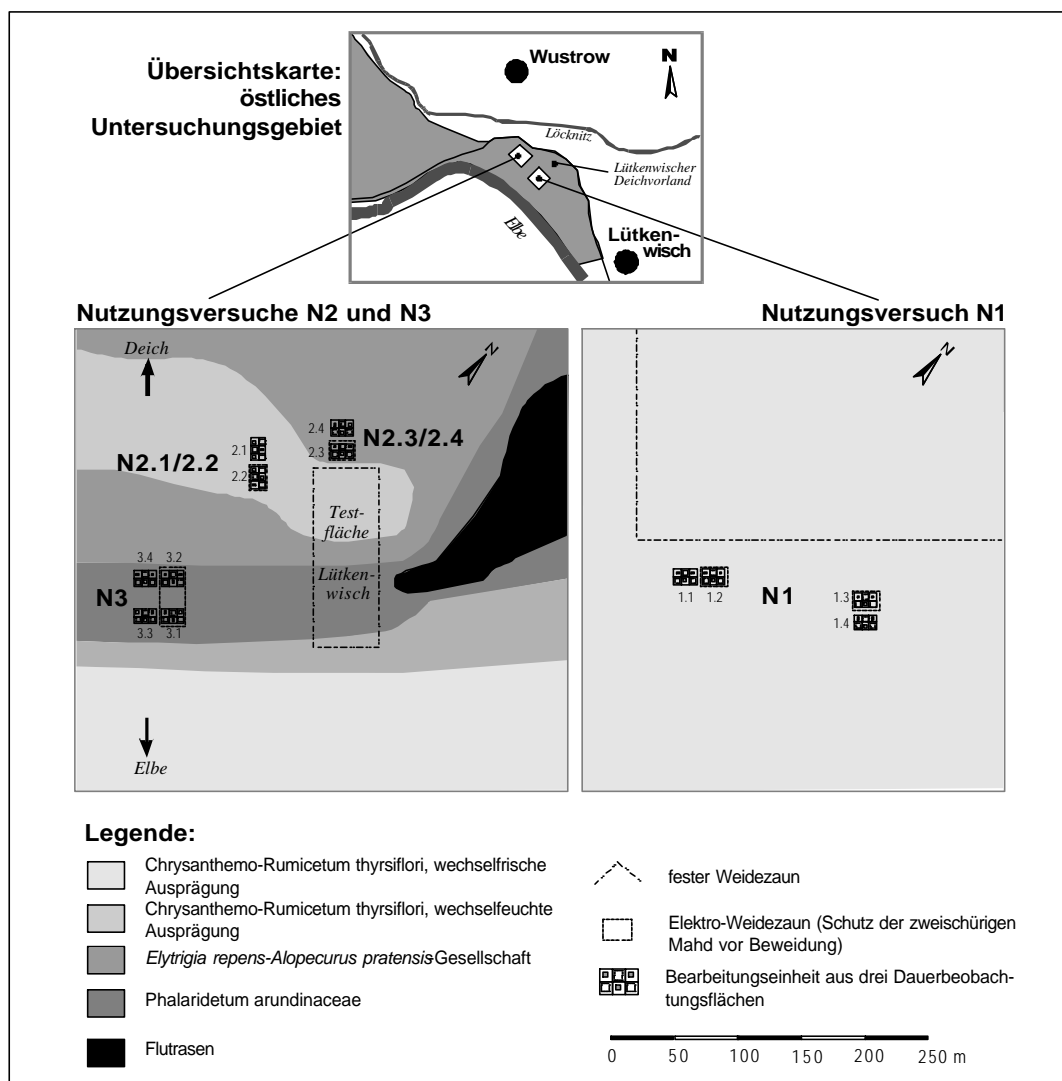 Übersichtskarte:
östliches
Untersuchungsgebiet
Wustrow
N
Löcknitz
Lütkenwischer
Deichvorland
Elbe
Lütken-
wisch
Nutzungsversuche N2 und N3
Nutzungsversuch N1
Deich
N
2.4
2.3
N2.3/2.4
2.1
2.2
N2.1/2.2
Test-
fläche
Lütken-
wisch
3.4 3.2
N3
3.3 3.1
Elbe
N
1.1 1.2
N1
1.3
1.4
Legende:
Chrysanthemo-Rumicetum thyrsiflori, wechselfrische
Ausprägung
Chrysanthemo-Rumicetum thyrsiflori, wechselfeuchte
Ausprägung
Elytrigia repens-Alopecurus pratensis-Gesellschaft
Phalaridetum arundinaceae
Flutrasen
fester Weidezaun
Elektro-Weidezaun (Schutz der zweischürigen
Mahd vor Beweidung)
Bearbeitungseinheit aus drei Dauerbeobach-
tungsflächen
0 50 100 150 200 250 m